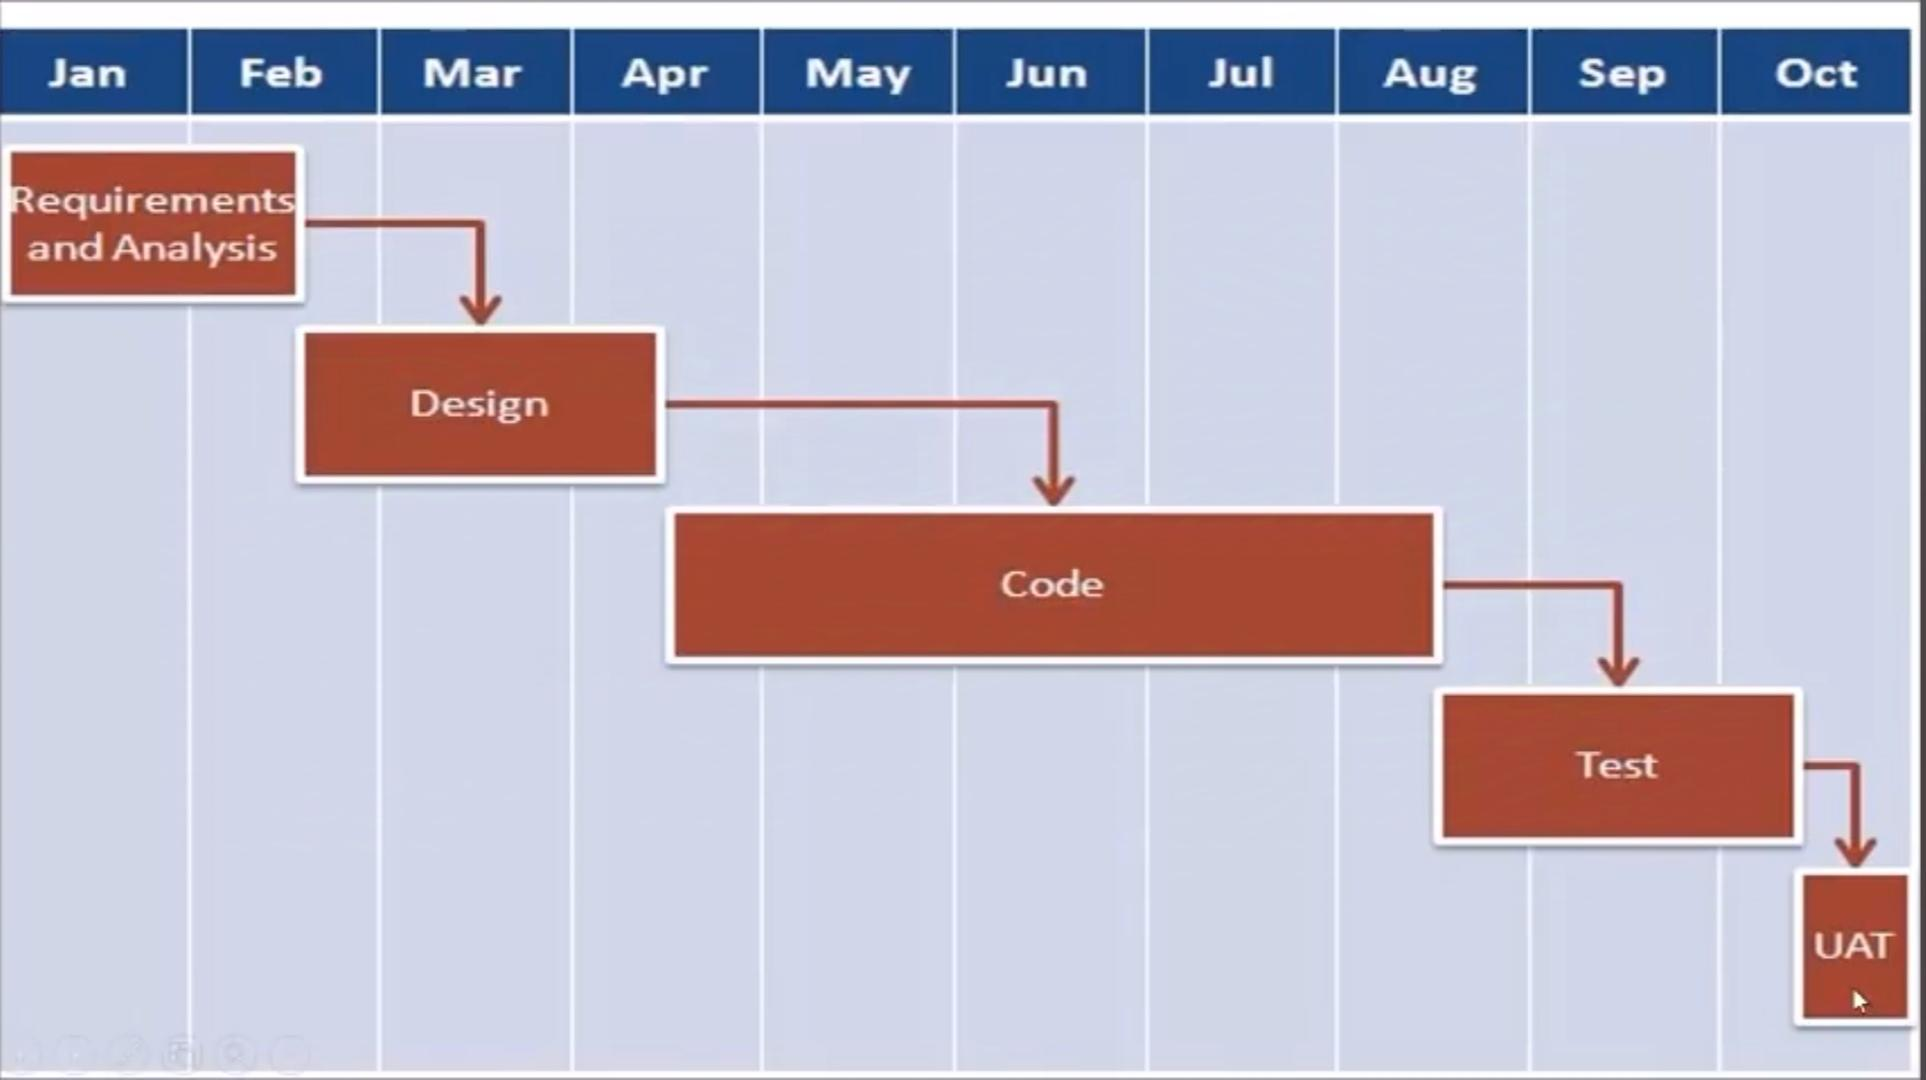 Jan Feb Mar Apr May Jun Jul Aug Sep Oct
Requirements
and Analysis
Design
Code
Test
UAT